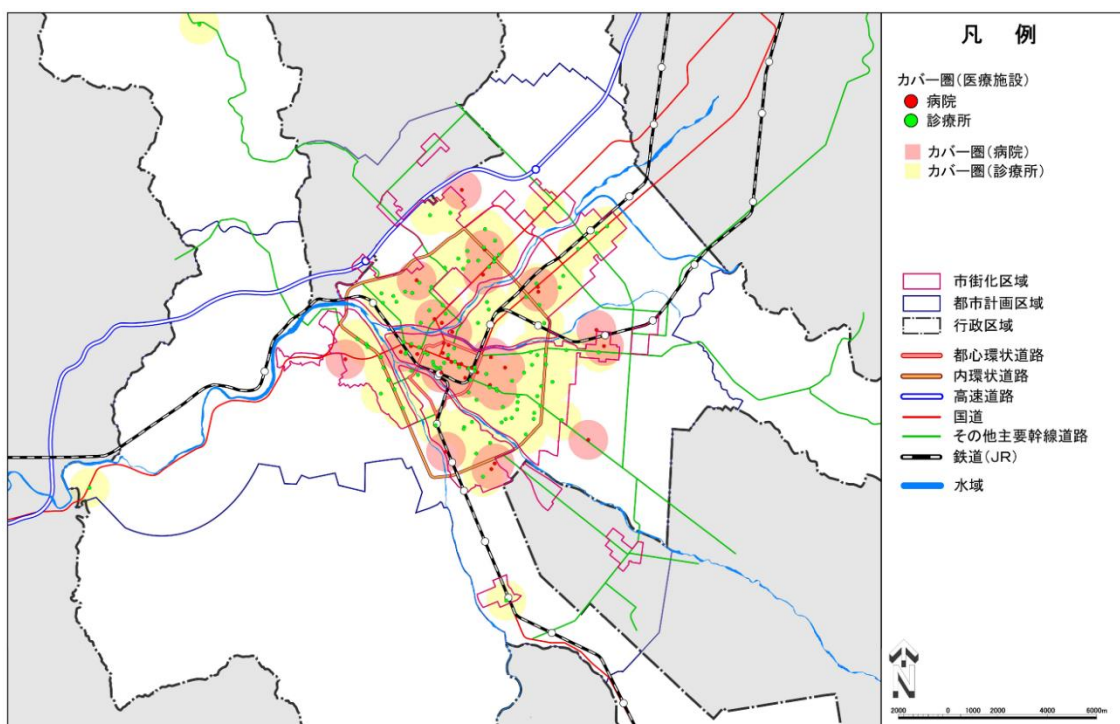 凡 例
カバー圏(医療施設)
病院
診療所
カバー圏(病院)
カバー圏(診療所)
市街化区域
都市計画区域
行政区域
都心環状道路
内環状道路
高速道路
国道
その他主要幹線道路
鉄道(JR)
水域
N
2000 0 1000 2000 4000 6000m